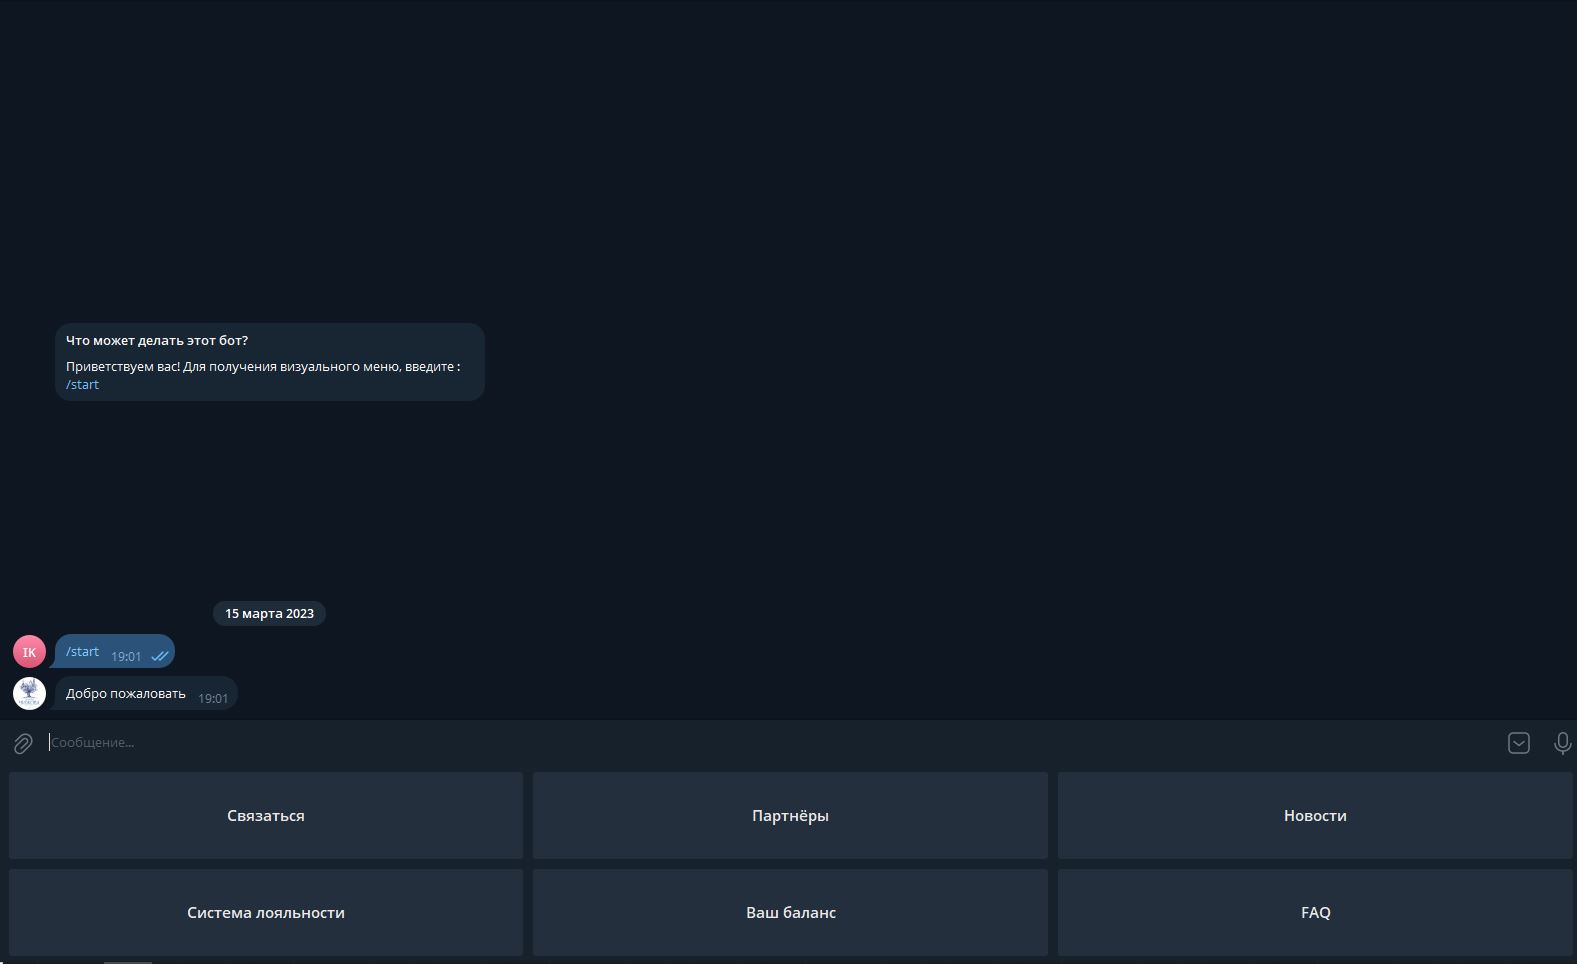 Что может делать этот бот?
Приветствуем вас! Для получения визуального меню, введите :
/start
15 марта 2023
IK
/start 19:01
Добро пожаловать 19:01
Сообщение...
Связаться
Партнёры
Новости
Система лояльности
Ваш баланс
FAQ